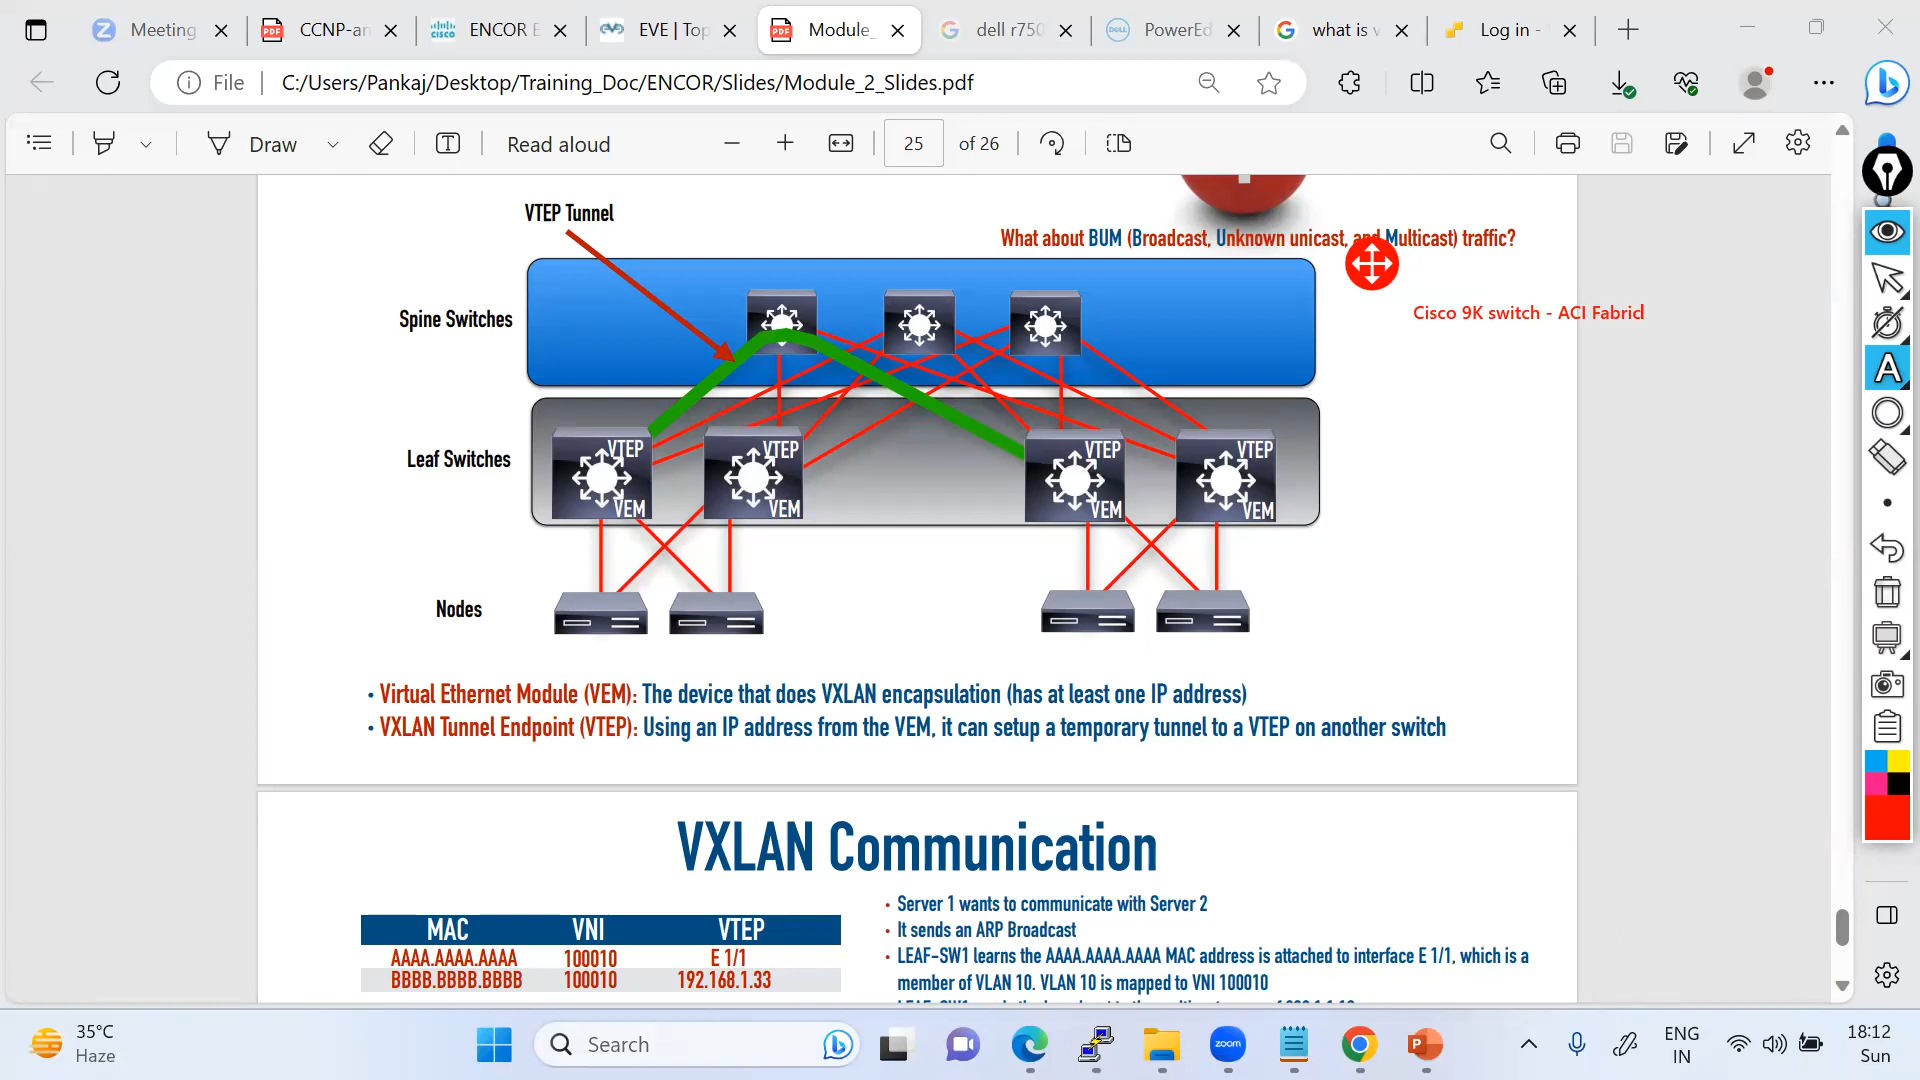 Meeting
CCNP-an
ENCOR E
EVE | Top
Module_
dell r750
PowerEd
what is v
Log in -
File
C:/Users/Pankaj/Desktop/Training_Doc/ENCOR/Slides/Module_2_Slides.pdf
Draw
Read aloud
25
of 26
VTEP Tunnel
What about BUM (Broadcast, Unknown unicast, and Multicast) traffic?
Cisco 9K switch - ACI Fabric
Spine Switches
Leaf Switches
VTEP
VEM
VTEP
VEM
VTEP
VEM
VTEP
VEM
Nodes
• Virtual Ethernet Module (VEM): The device that does VXLAN encapsulation (has at least one IP address)
• VXLAN Tunnel Endpoint (VTEP): Using an IP address from the VEM, it can setup a temporary tunnel to a VTEP on another switch
VXLAN Communication
MAC VNI VTEP
AAAA.AAAA.AAAA 100010 E 1/1
BBBB.BBBB.BBBB 100010 192.168.1.33
• Server 1 wants to communicate with Server 2
• It sends an ARP Broadcast
• LEAF-SW1 learns the AAAA.AAAA.AAAA MAC address is attached to interface E 1/1, which is a
member of VLAN 10. VLAN 10 is mapped to VNI 100010
35°C
Haze
Search
zoom
ENG
IN
18:12
Sun